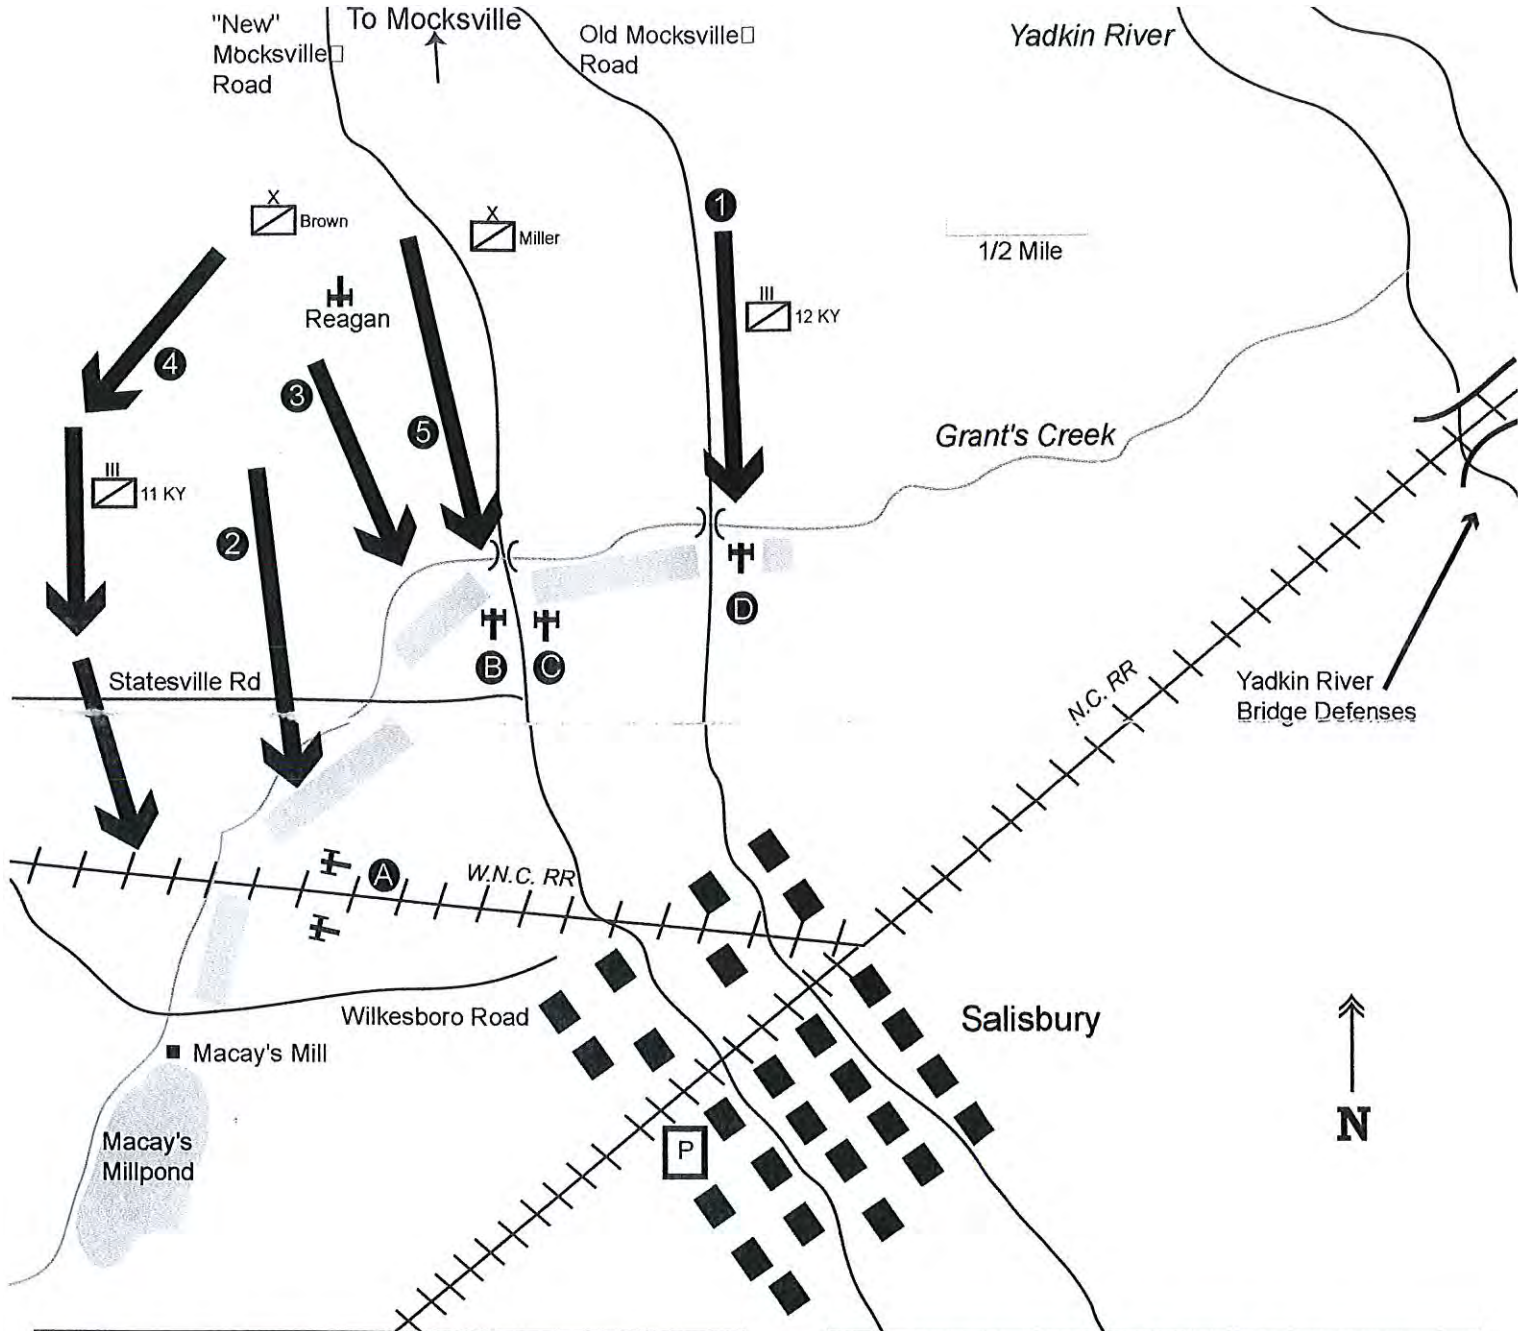 "New"
Mocksville
Road
To Mocksville
Old Mocksville
Road
Yadkin River
X
Brown
X
Miller
1
1/2 Mile
III
12 KY
Reagan
4
3
5
Grant's Creek
III
11 KY
2
D
B
C
Statesville Rd
N.C. RR
Yadkin River
Bridge Defenses
A
W.N.C. RR
Wilkesboro Road
Salisbury
Macay's Mill
N
Macay's
Millpond
P